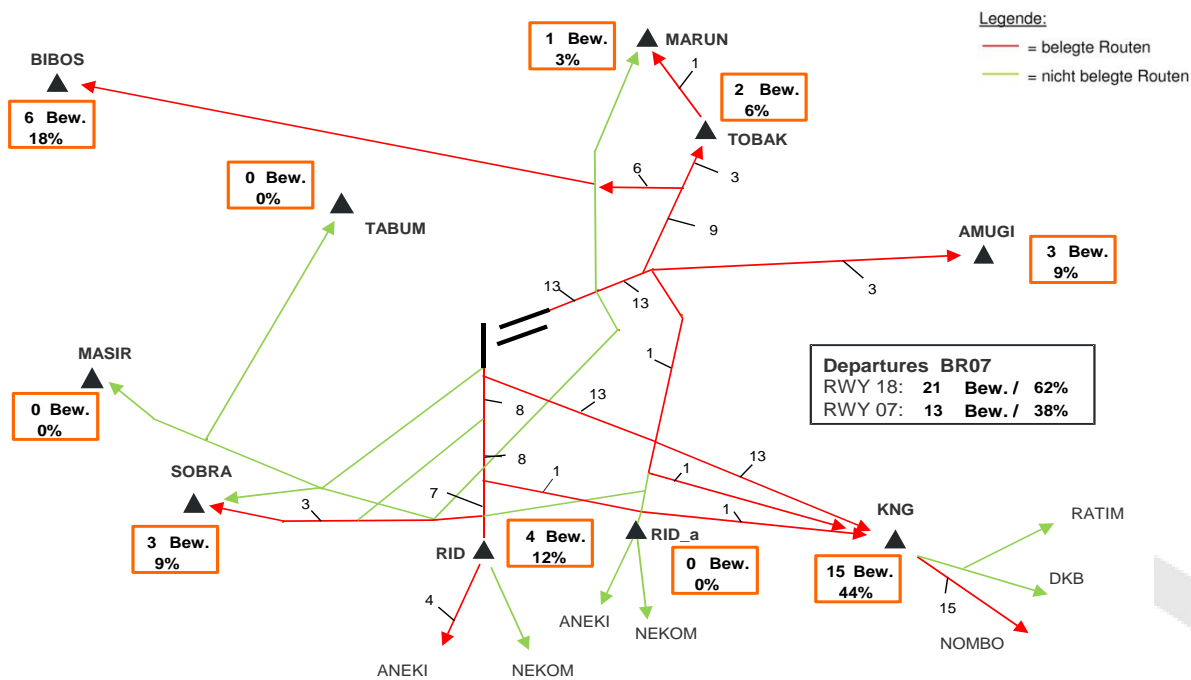 Legende:
= belegte Routen
= nicht belegte Routen
1 Bew.
3%
MARUN
1
BIBOS
6 Bew.
18%
2 Bew.
6%
TOBAK
0 Bew.
0%
TABUM
6
3
9
AMUGI
3 Bew.
9%
3
13
13
MASIR
0 Bew.
0%
1
Departures BR07
RWY 18: 21 Bew. / 62%
RWY 07: 13 Bew. / 38%
8
13
8
13
SOBRA
3 Bew.
9%
3
7
1
1
1
KNG
15 Bew.
44%
RID
4 Bew.
12%
RID_a
0 Bew.
0%
RATIM
DKB
15
NOMBO
4
ANEKI
NEKOM
ANEKI
NEKOM